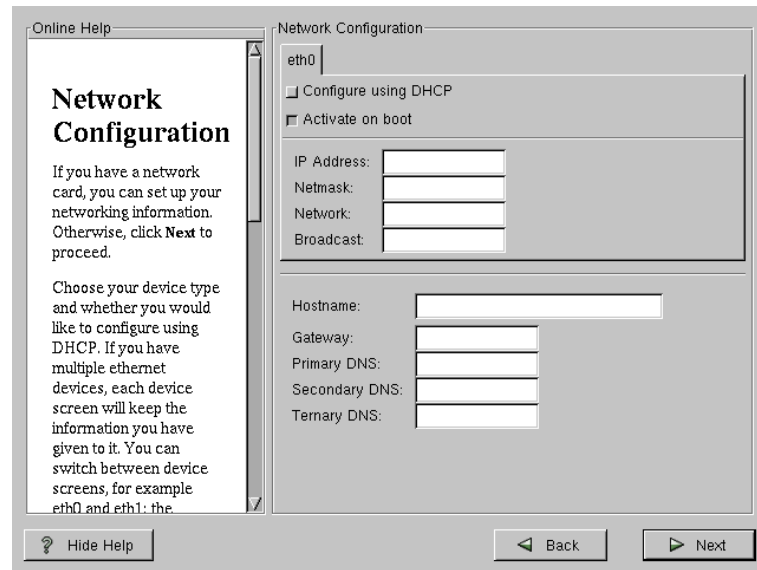 Online Help
Network
Configuration
If you have a network
card, you can set up your
networking information.
Otherwise, click Next to
proceed.
Choose your device type
and whether you would
like to configure using
DHCP. If you have
multiple ethernet
devices, each device
screen will keep the
information you have
given to it. You can
switch between device
screens, for example
eth0 and eth1; the
Network Configuration
eth0
Configure using DHCP
Activate on boot
IP Address:
Netmask:
Network:
Broadcast:
Hostname:
Gateway:
Primary DNS:
Secondary DNS:
Ternary DNS:
Hide Help
Back
Next